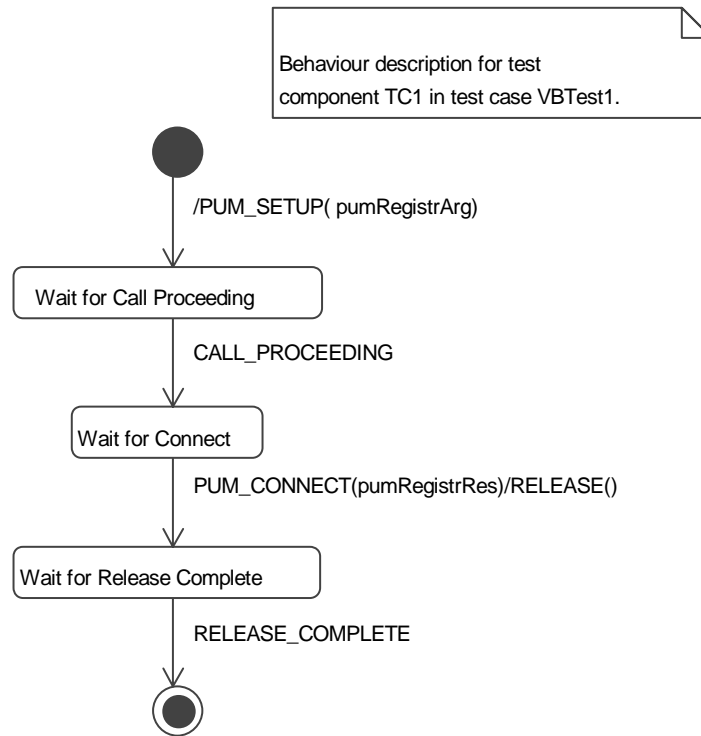 Behaviour description for test
component TC1 in test case VBTest1.
/PUM_SETUP( pumRegistrArg)
Wait for Call Proceeding
CALL_PROCEEDING
Wait for Connect
PUM_CONNECT(pumRegistrRes)/RELEASE()
Wait for Release Complete
RELEASE_COMPLETE